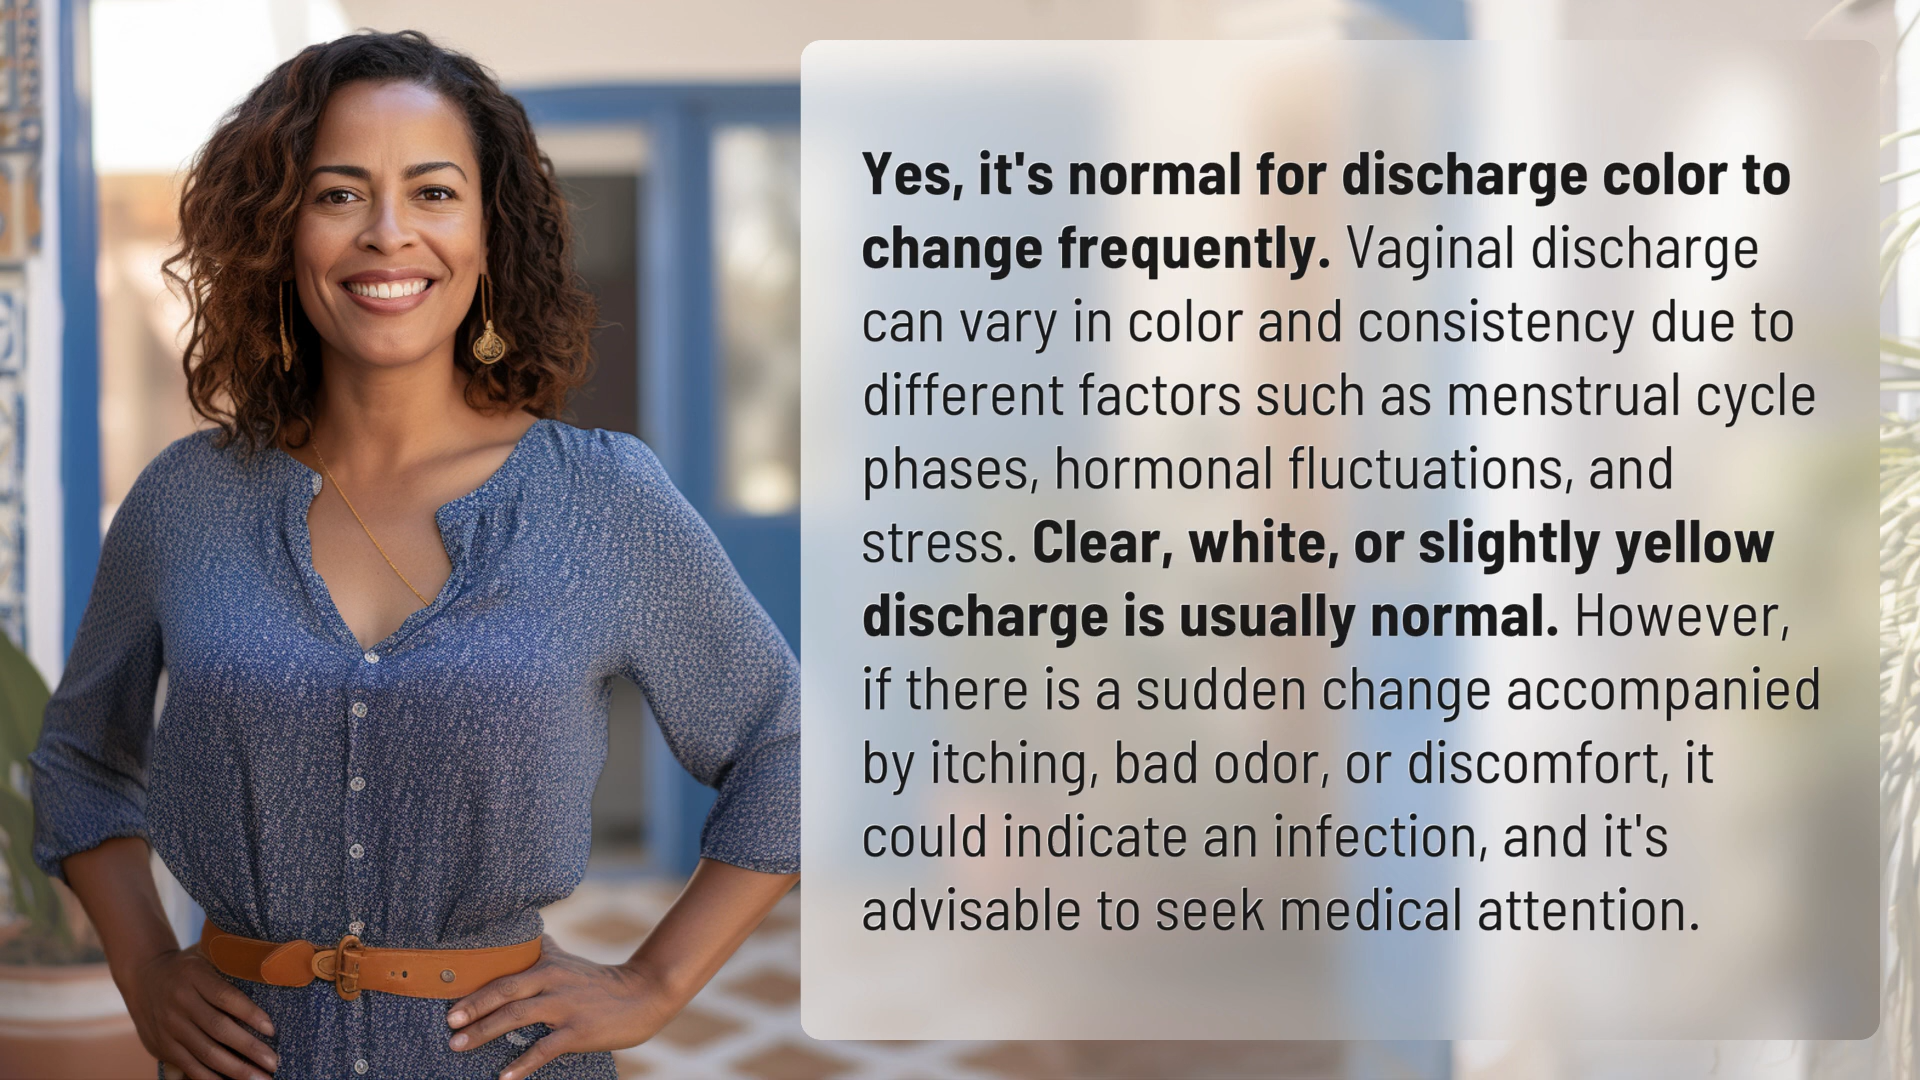 Yes, it's normal for discharge color to
change frequently. Vaginal discharge
can vary in color and consistency due to
different factors such as menstrual cycle
phases, hormonal fluctuations, and
stress. Clear, white, or slightly yellow
discharge is usually normal. However,
if there is a sudden change accompanied
by itching, bad odor, or discomfort, it
could indicate an infection, and it's
advisable to seek medical attention.